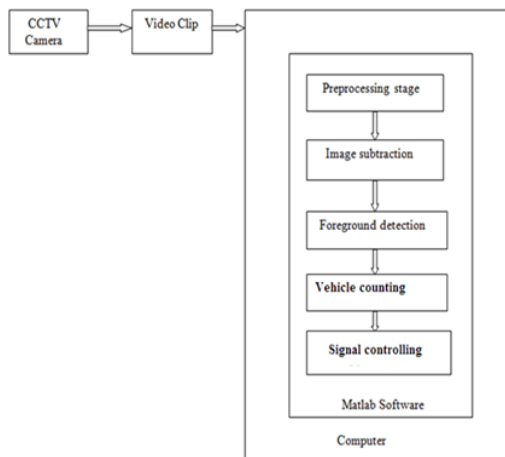 CCTV
Camera
Video Clip
Preprocessing stage
Image subtraction
Foreground detection
Vehicle counting
Signal controlling
Matlab Software
Computer